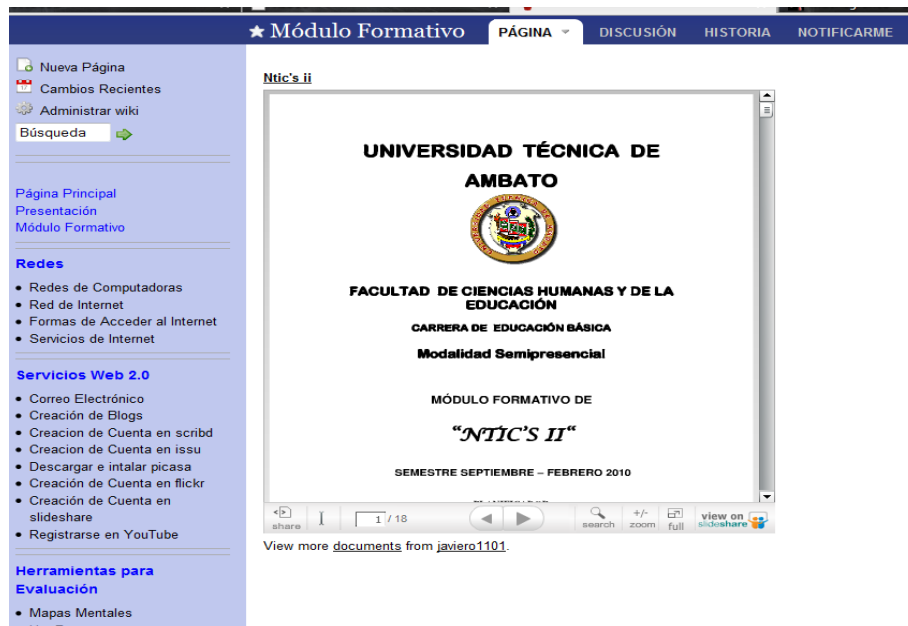 ★ Módulo Formativo PÁGINA DISCUSIÓN HISTORIA NOTIFICARME
Nueva Página
Cambios Recientes
Administrar wiki
Búsqueda
Página Principal
Presentación
Módulo Formativo
Redes
• Redes de Computadoras
• Red de Internet
• Formas de Acceder al Internet
• Servicios de Internet
Servicios Web 2.0
• Correo Electrónico
• Creación de Blogs
• Creacion de Cuenta en scribd
• Creacion de Cuenta en issu
• Descargar e intalar picasa
• Creación de Cuenta en flickr
• Creación de Cuenta en
slideshare
• Registrarse en YouTube
Herramientas para
Evaluación
• Mapas Mentales
Ntic's ii
UNIVERSIDAD TÉCNICA DE
AMBATO
FACULTAD DE CIENCIAS HUMANAS Y DE LA
EDUCACIÓN
CARRERA DE EDUCACIÓN BÁSICA
Modalidad Semipresencial
MÓDULO FORMATIVO DE
“NTIC'S II“
SEMESTRE SEPTIEMBRE – FEBRERO 2010
share 1 / 18 search +/- zoom full view on slideshare
View more documents from javiero1101.